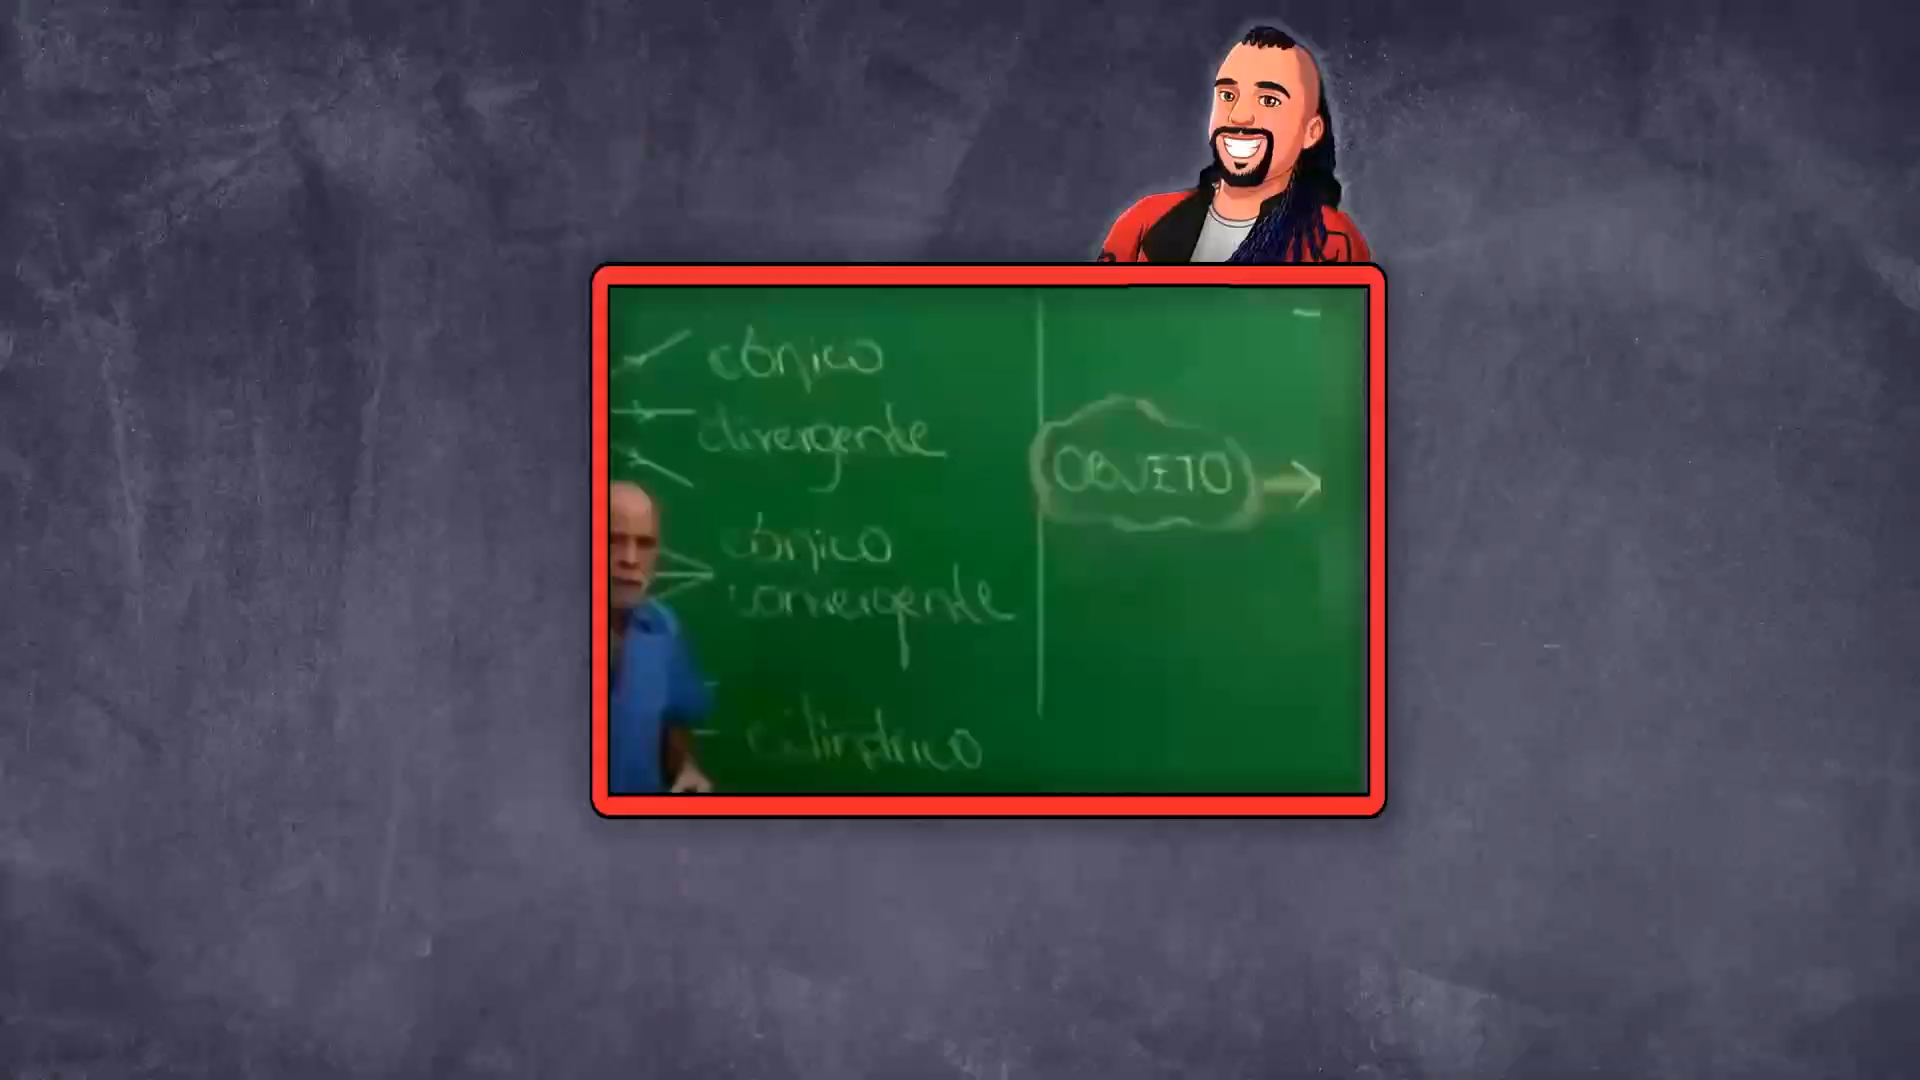 cônico
divergente
cônico
convergente
cilíndrico
OBJETO